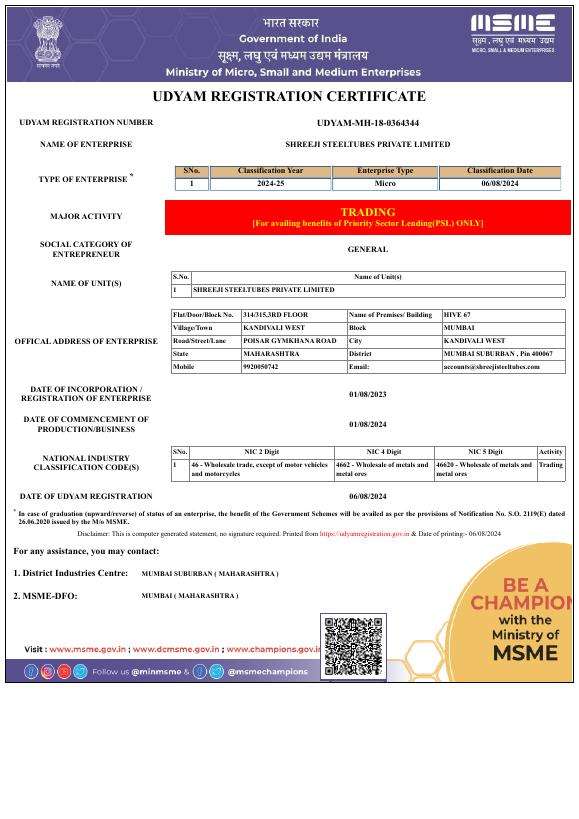 भारत सरकार
Government of India
सूक्ष्म, लघु एवं मध्यम उद्यम मंत्रालय
Ministry of Micro, Small and Medium Enterprises
सत्यमेव जयते
MSME
सूक्ष्म, लघु एवं मध्यम उद्यम
MICRO, SMALL & MEDIUM ENTERPRISES
UDYAM REGISTRATION CERTIFICATE
UDYAM REGISTRATION NUMBER UDYAM-MH-18-0364344
NAME OF ENTERPRISE SHREEJI STEELTUBES PRIVATE LIMITED
TYPE OF ENTERPRISE *
SNo. Classification Year Enterprise Type Classification Date
1 2024-25 Micro 06/08/2024
MAJOR ACTIVITY
TRADING
[For availing benefits of Priority Sector Lending(PSL) ONLY]
SOCIAL CATEGORY OF ENTREPRENEUR GENERAL
NAME OF UNIT(S)
S.No. Name of Unit(s)
1 SHREEJI STEELTUBES PRIVATE LIMITED
OFFICAL ADDRESS OF ENTERPRISE
Flat/Door/Block No. 314/315,3RD FLOOR Name of Premises/ Building HIVE 67
Village/Town KANDIVALI WEST Block MUMBAI
Road/Street/Lane POISAR GYMKHANA ROAD City KANDIVALI WEST
State MAHARASHTRA District MUMBAI SUBURBAN , Pin 400067
Mobile 9920050742 Email: accounts@shreejisteeltubes.com
DATE OF INCORPORATION / REGISTRATION OF ENTERPRISE 01/08/2023
DATE OF COMMENCEMENT OF PRODUCTION/BUSINESS 01/08/2024
NATIONAL INDUSTRY CLASSIFICATION CODE(S)
SNo. NIC 2 Digit NIC 4 Digit NIC 5 Digit Activity
1 46 - Wholesale trade, except of motor vehicles and motorcycles 4662 - Wholesale of metals and metal ores 46620 - Wholesale of metals and metal ores Trading
DATE OF UDYAM REGISTRATION 06/08/2024
* In case of graduation (upward/reverse) of status of an enterprise, the benefit of the Government Schemes will be availed as per the provisions of Notification No. S.O. 2119(E) dated
26.06.2020 issued by the M/o MSME.
Disclaimer: This is computer generated statement, no signature required. Printed from https://udyamregistration.gov.in & Date of printing:- 06/08/2024
For any assistance, you may contact:
1. District Industries Centre: MUMBAI SUBURBAN ( MAHARASHTRA )
2. MSME-DFO: MUMBAI ( MAHARASHTRA )
BE A
CHAMPION
with the
Ministry of
MSME
Visit : www.msme.gov.in ; www.dcmsme.gov.in ; www.champions.gov.in
Follow us @minmsme & @msmechampions